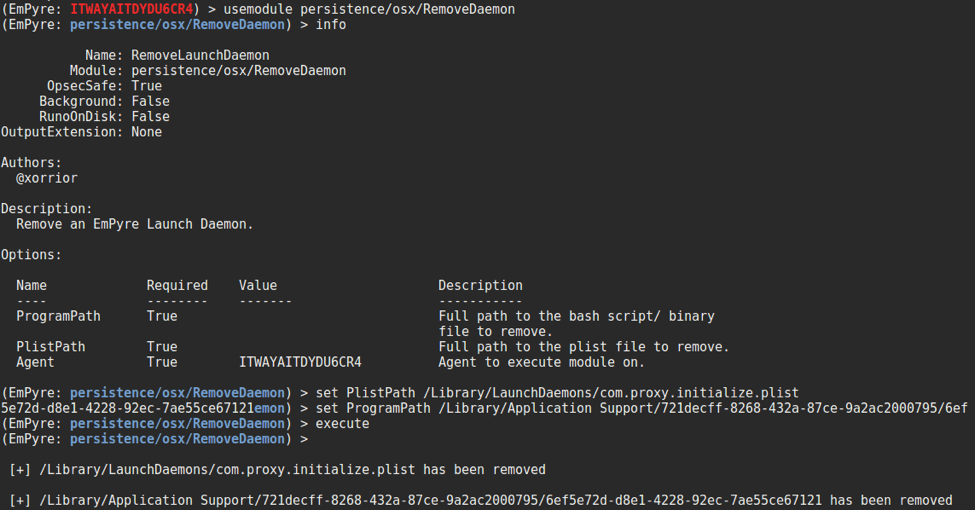 (EmPyre: ITWAYAITDYDU6CR4) > usemodule persistence/osx/RemoveDaemon
(EmPyre: persistence/osx/RemoveDaemon) > info
Name: RemoveLaunchDaemon
Module: persistence/osx/RemoveDaemon
OpsecSafe: True
Background: False
RunoOnDisk: False
OutputExtension: None
Authors:
@xorrior
Description:
Remove an EmPyre Launch Daemon.
Options:
Name Required Value Description
---- -------- ------- -----------
ProgramPath True Full path to the bash script/ binary
file to remove.
PlistPath True Full path to the plist file to remove.
Agent True ITWAYAITDYDU6CR4 Agent to execute module on.
(EmPyre: persistence/osx/RemoveDaemon) > set PlistPath /Library/LaunchDaemons/com.proxy.initialize.plist
5e72d-d8e1-4228-92ec-7ae55ce67121emon) > set ProgramPath /Library/Application Support/721decff-8268-432a-87ce-9a2ac2000795/6ef
(EmPyre: persistence/osx/RemoveDaemon) > execute
(EmPyre: persistence/osx/RemoveDaemon) >
[+] /Library/LaunchDaemons/com.proxy.initialize.plist has been removed
[+] /Library/Application Support/721decff-8268-432a-87ce-9a2ac2000795/6ef5e72d-d8e1-4228-92ec-7ae55ce67121 has been removed